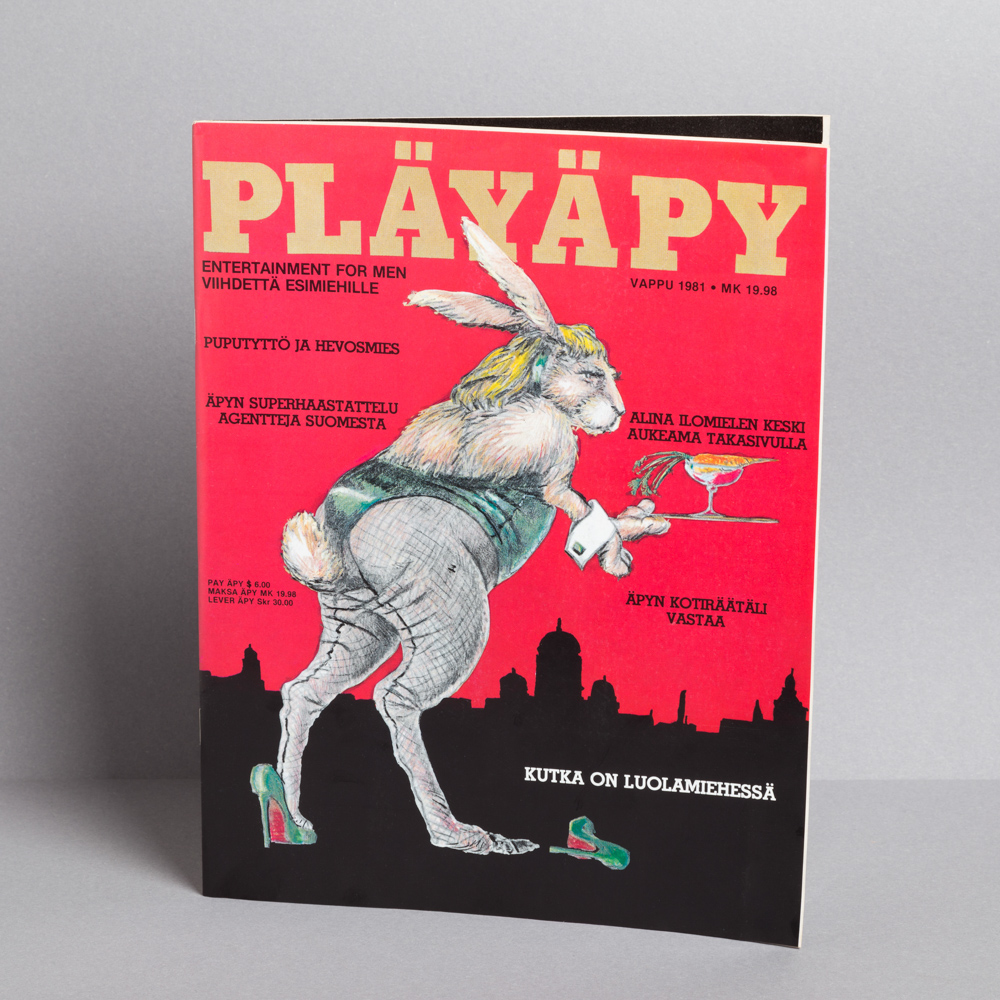 PLÄYÄPY
ENTERTAINMENT FOR MEN
VIIHDETTÄ ESIMIEHILLE
VAPPU 1981 • MK 19.98
PUPUTYTTÖ JA HEVOSMIES
ÄPYN SUPERHAASTATTELU
AGENTTEJA SUOMESTA
ALINA ILOMIELEN KESKI
AUKEAMA TAKASIVULLA
PAY ÄPY $ 6.00
MAKSA ÄPY MK 19.98
LEVER ÄPY Skr 30.00
ÄPYN KOTIRÄÄTÄLI
VASTAA
KUTKA ON LUOLAMIEHESSÄ